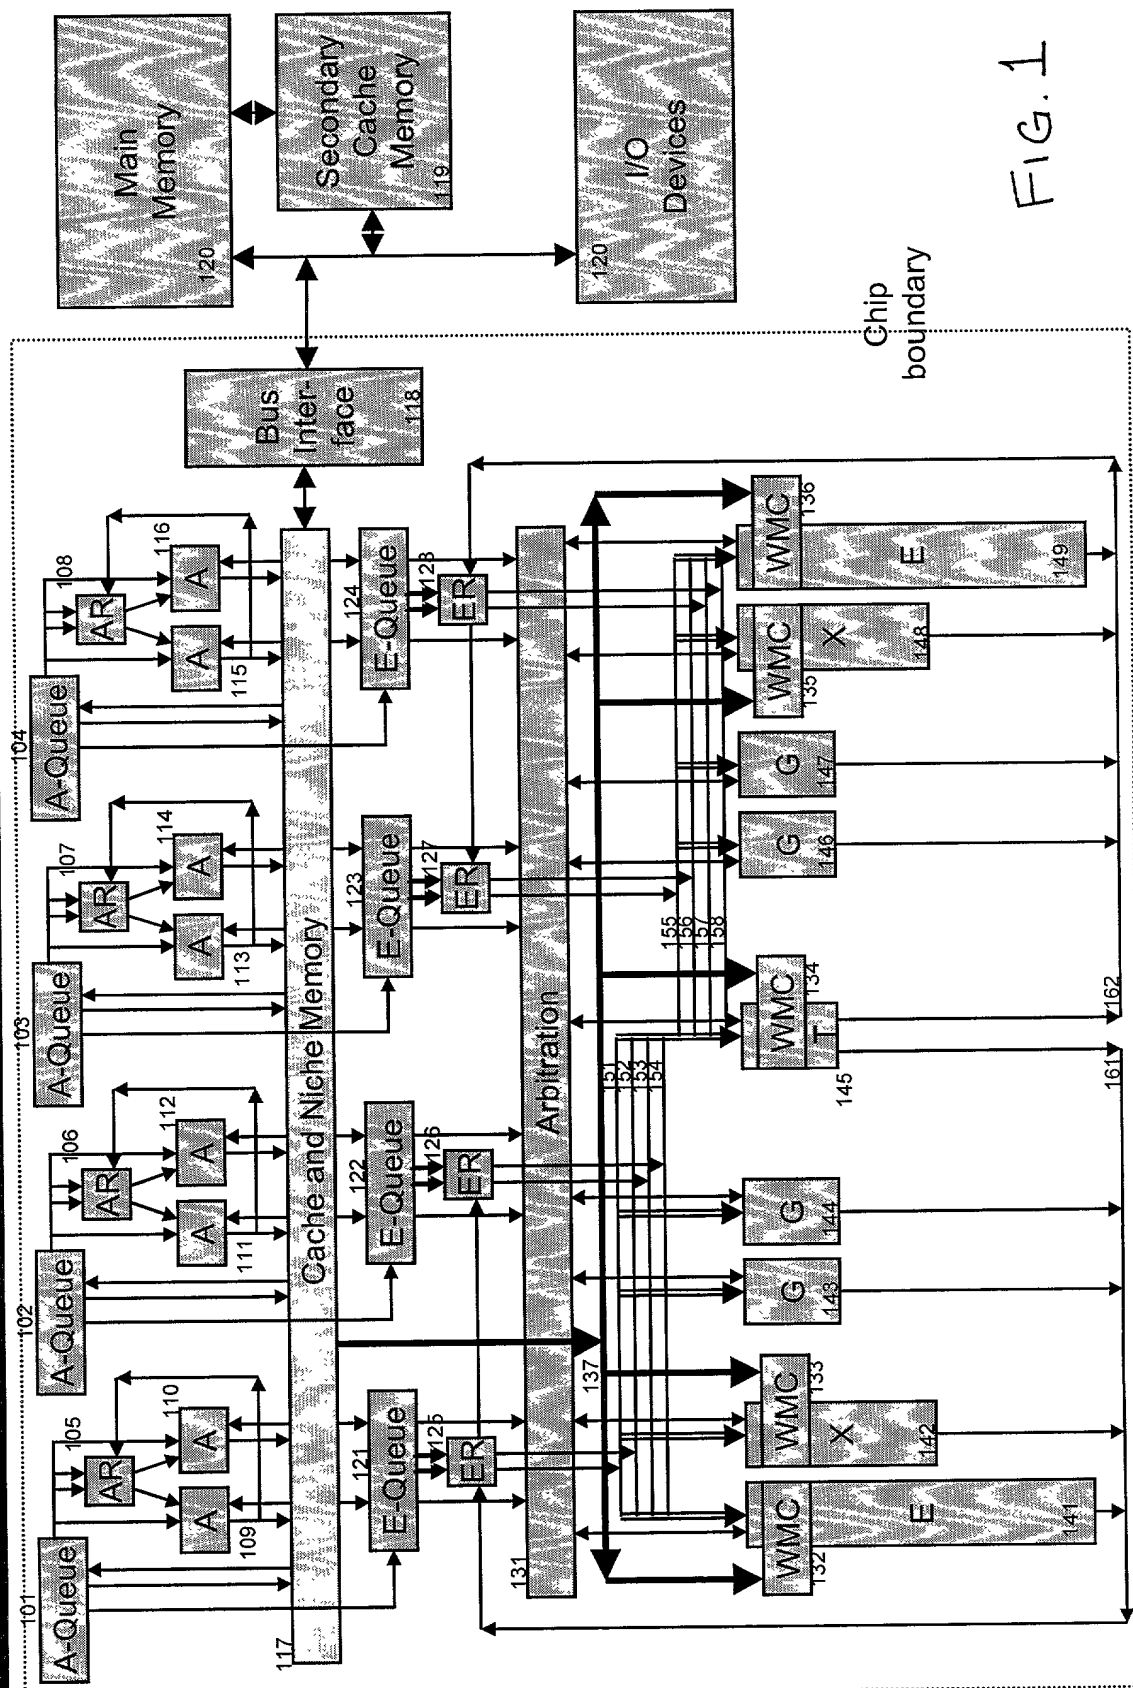 101
A-Queue
102
A-Queue
103
A-Queue
104
A-Queue
105
AR
106
AR
107
AR
108
AR
A
109
A
110
A
111
A
112
A
113
A
114
A
115
A
116
117
Cache and Niche Memory
Bus
Inter-
face
118
Main
Memory
120
Secondary
Cache
Memory
119
I/O
Devices
120
121
E-Queue
122
E-Queue
123
E-Queue
124
E-Queue
125
ER
126
ER
127
ER
128
ER
131
Arbitration
137
151
152
153
154
155
156
157
158
WMC
132
E
141
WMC
133
X
142
G
143
G
144
WMC
134
T
145
G
146
G
147
WMC
135
X
148
WMC
136
E
149
161
162
Chip
boundary
FIG. 1